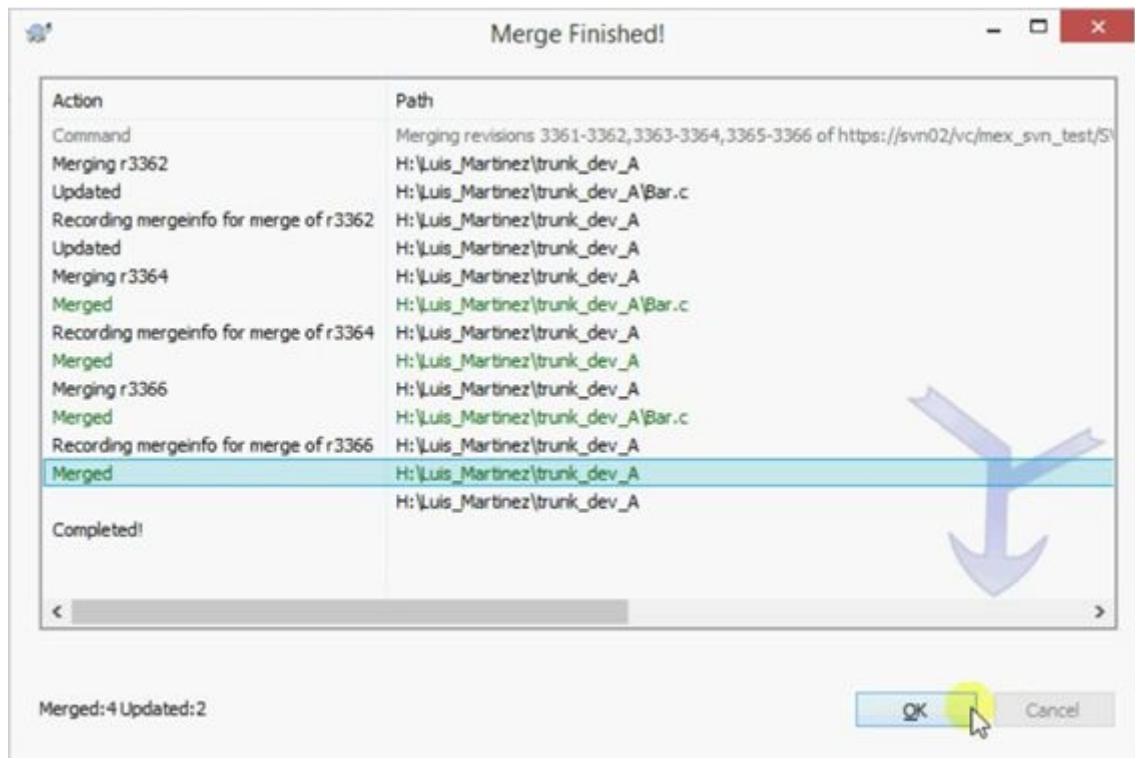 Merge Finished!
Action Path
Command Merging revisions 3361-3362,3363-3364,3365-3366 of https://svn02/vc/mex_svn_test/S
Merging r3362 H:\Luis_Martinez\trunk_dev_A
Updated H:\Luis_Martinez\trunk_dev_A\Bar.c
Recording mergeinfo for merge of r3362 H:\Luis_Martinez\trunk_dev_A
Updated H:\Luis_Martinez\trunk_dev_A
Merging r3364 H:\Luis_Martinez\trunk_dev_A
Merged H:\Luis_Martinez\trunk_dev_A\Bar.c
Recording mergeinfo for merge of r3364 H:\Luis_Martinez\trunk_dev_A
Merged H:\Luis_Martinez\trunk_dev_A
Merging r3366 H:\Luis_Martinez\trunk_dev_A
Merged H:\Luis_Martinez\trunk_dev_A\Bar.c
Recording mergeinfo for merge of r3366 H:\Luis_Martinez\trunk_dev_A
Merged H:\Luis_Martinez\trunk_dev_A
H:\Luis_Martinez\trunk_dev_A
Completed!
Merged:4 Updated:2
OK Cancel